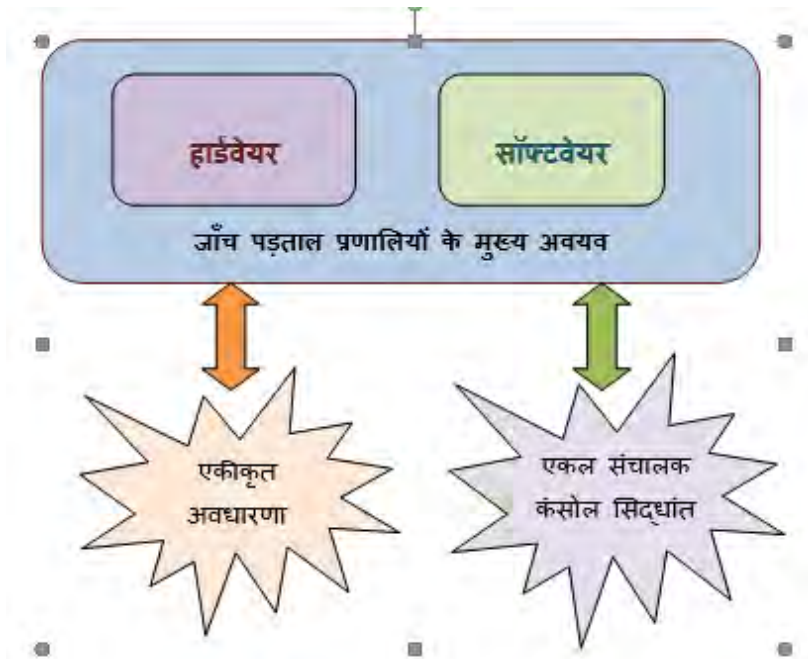 हार्डवेयर
सॉफ्टवेयर
जाँच पड़ताल प्रणालियों के मुख्य अवयव
एकीकृत
अवधारणा
एकल संचालक
कंसोल सिद्धांत